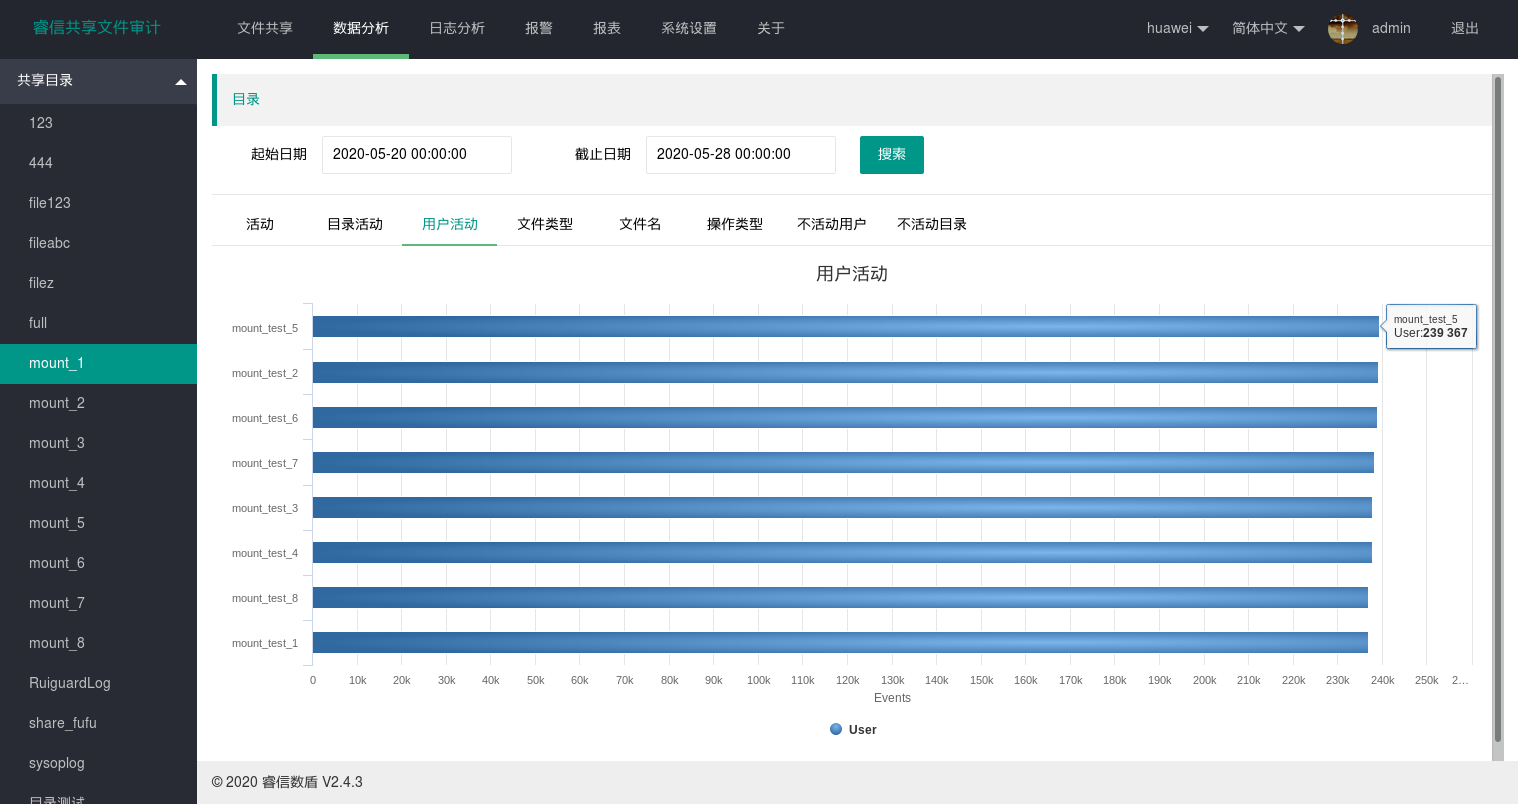 睿信共享文件审计 文件共享 数据分析 日志分析 报警 报表 系统设置 关于 huawei 简体中文 admin 退出
共享目录
123
444
file123
fileabc
filez
full
mount_1
mount_2
mount_3
mount_4
mount_5
mount_6
mount_7
mount_8
RuiguardLog
share_fufu
sysoplog
目录测试
目录
起始日期 2020-05-20 00:00:00 截止日期 2020-05-28 00:00:00 搜索
活动 目录活动 用户活动 文件类型 文件名 操作类型 不活动用户 不活动目录
用户活动
mount_test_5
mount_test_5
User:239 367
mount_test_2
mount_test_6
mount_test_7
mount_test_3
mount_test_4
mount_test_8
mount_test_1
0 10k 20k 30k 40k 50k 60k 70k 80k 90k 100k 110k 120k 130k 140k 150k 160k 170k 180k 190k 200k 210k 220k 230k 240k 250k 2…
Events
User
© 2020 睿信数盾 V2.4.3